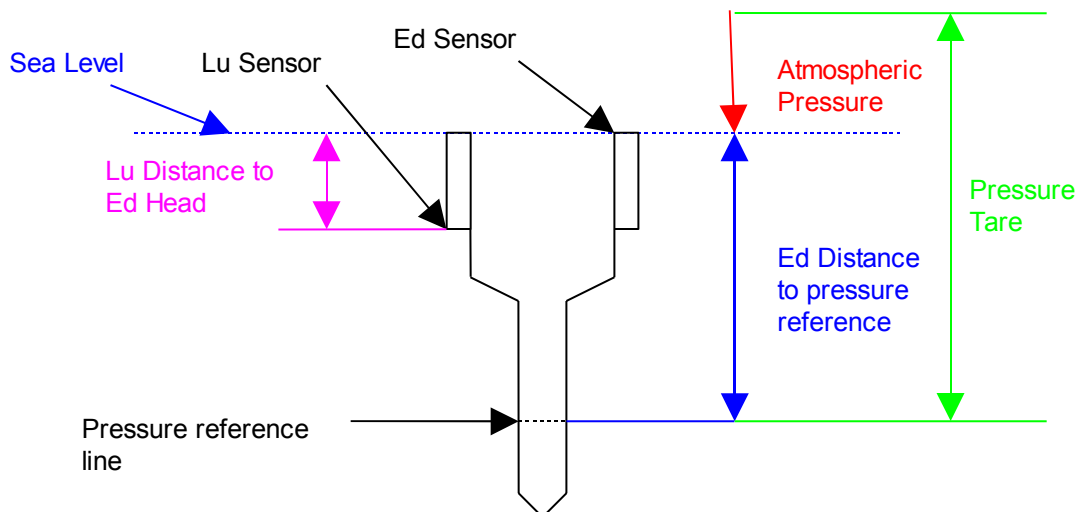 Ed Sensor
Sea Level
Lu Sensor
Atmospheric
Pressure
Lu Distance to
Ed Head
Pressure
Tare
Ed Distance
to pressure
reference
Pressure reference
line